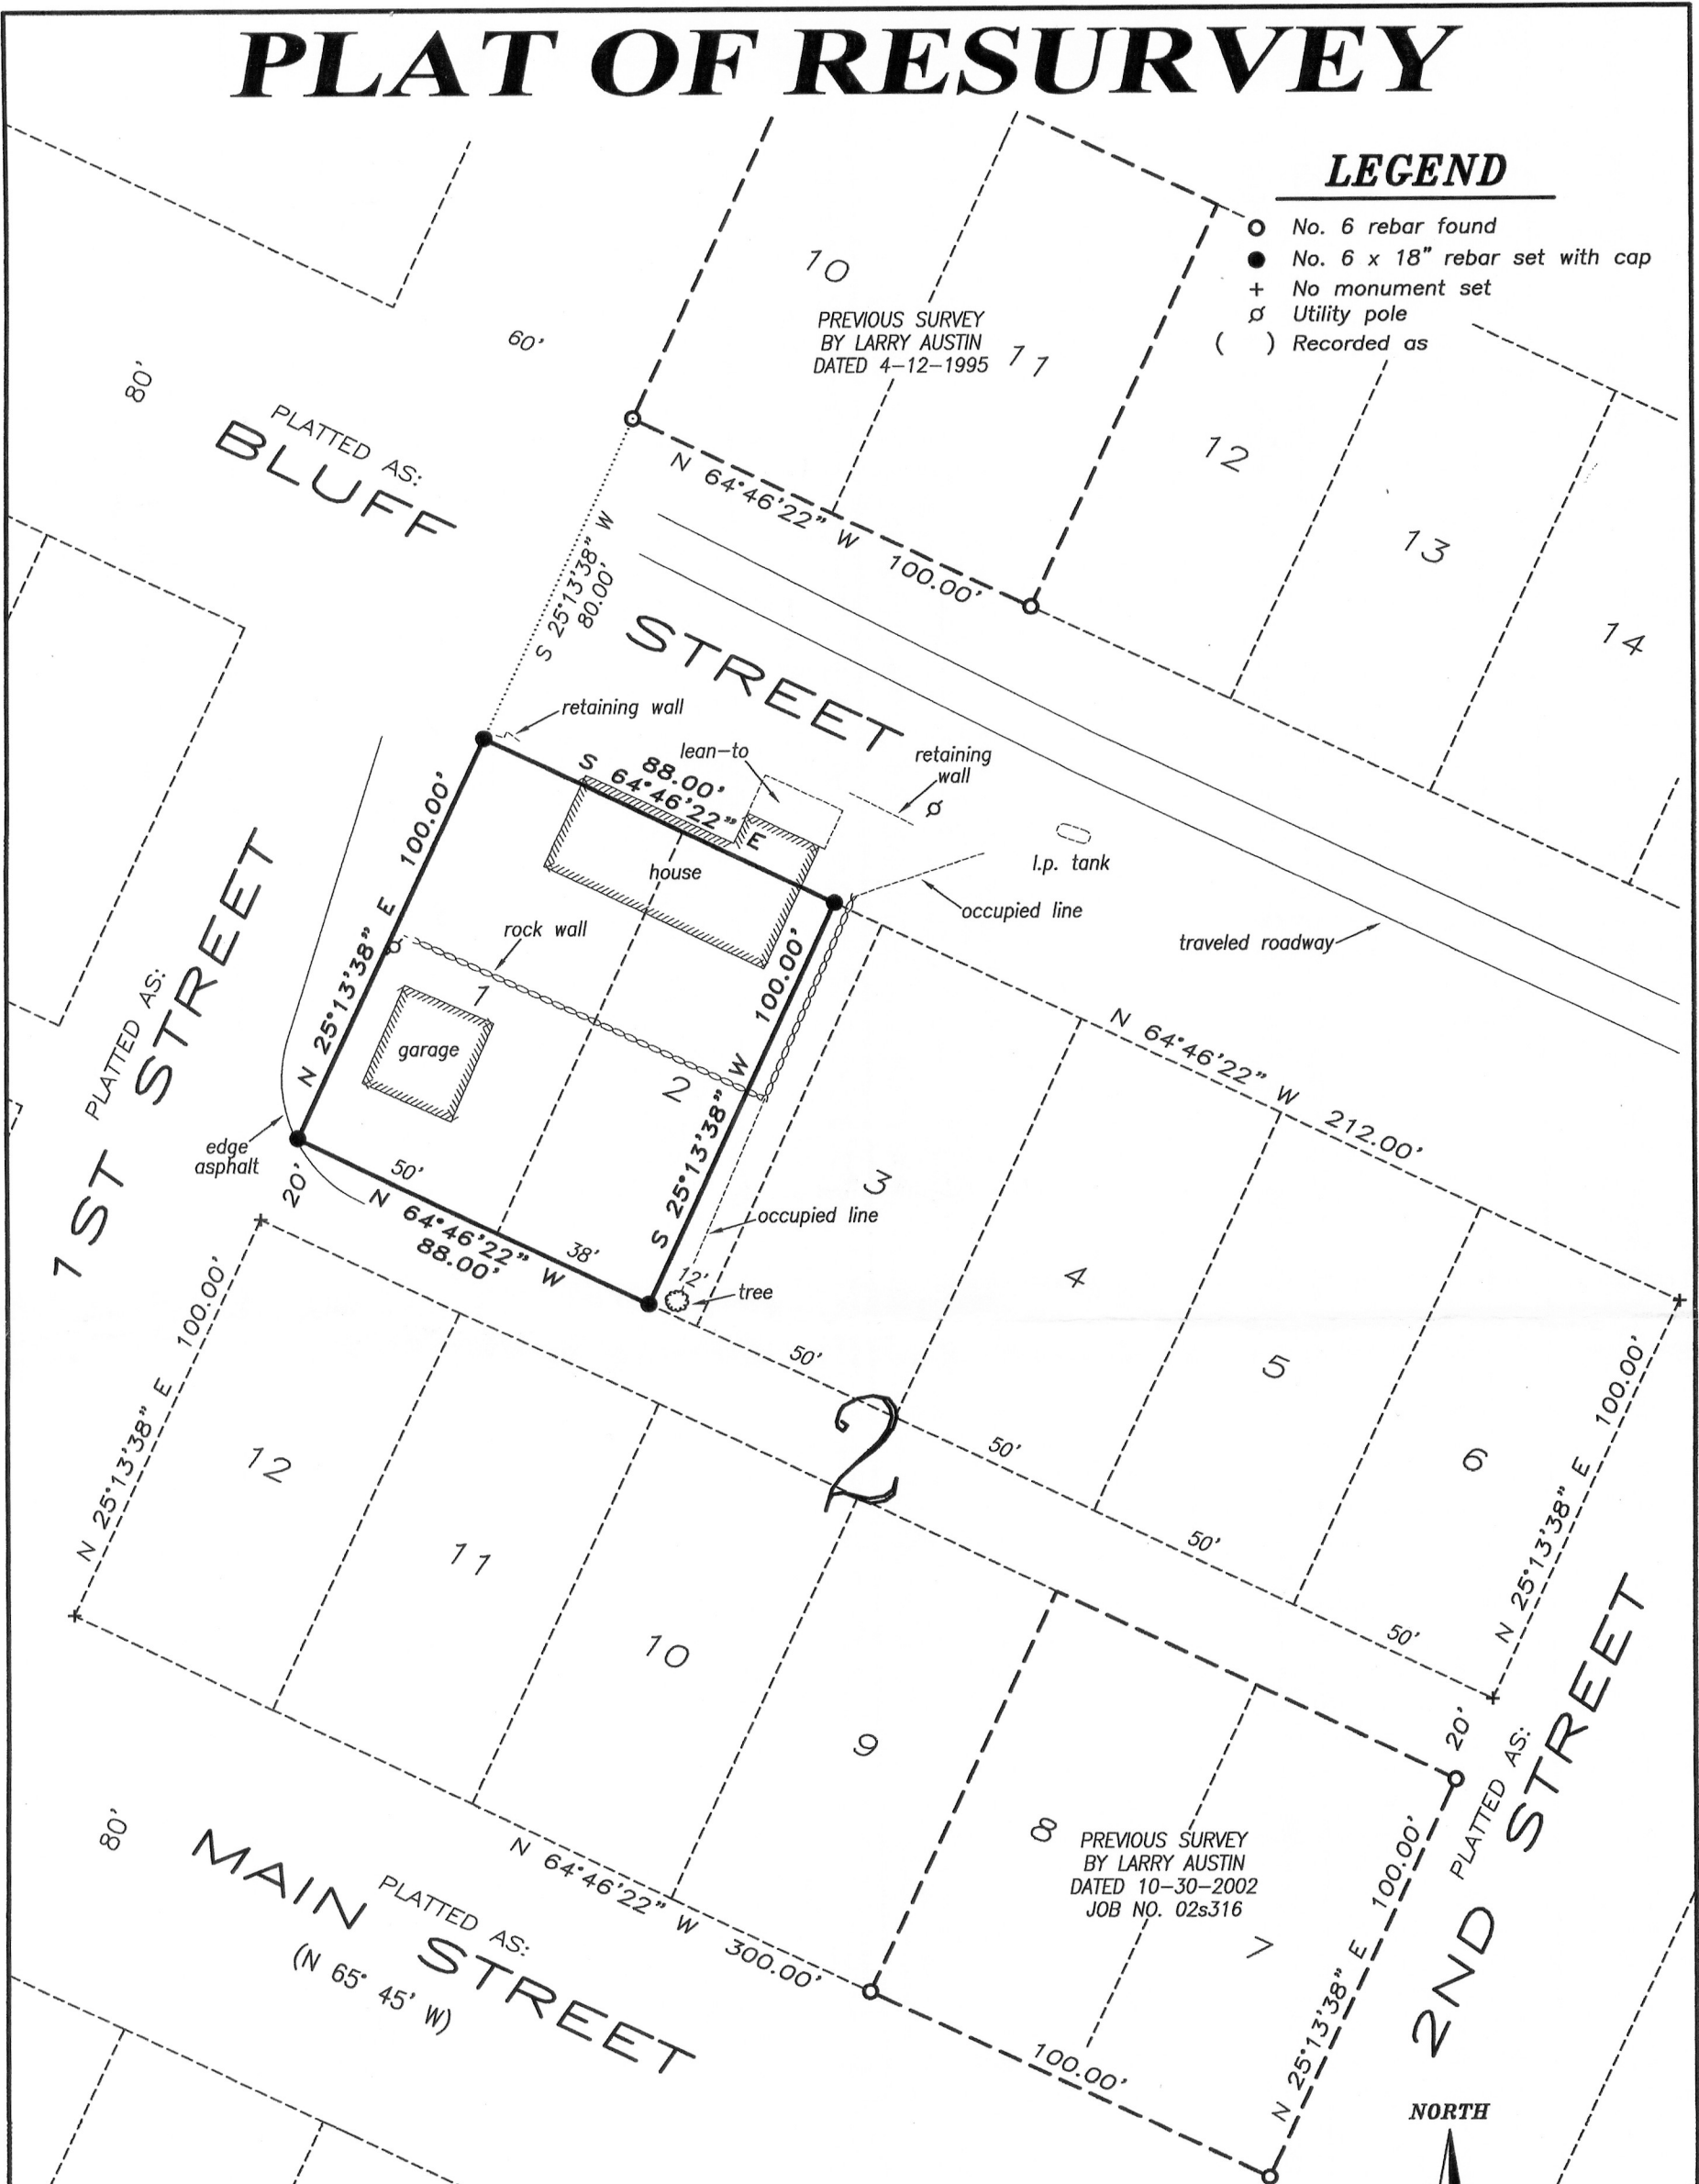 PLAT OF RESURVEY
LEGEND
No. 6 rebar found
No. 6 x 18" rebar set with cap
+ No monument set
Utility pole
( ) Recorded as
10
PREVIOUS SURVEY
BY LARRY AUSTIN
DATED 4-12-1995
11
12
13
14
60'
80'
PLATTED AS:
BLUFF
STREET
N 64°46'22" W 100.00'
S 25°13'38" W
80.00'
retaining wall
lean-to
retaining
wall
88.00'
S 64°46'22" E
house
l.p. tank
occupied line
traveled roadway
N 25°13'38" E 100.00'
rock wall
1
garage
2
S 25°13'38" W 100.00'
PLATTED AS:
1ST STREET
edge
asphalt
20'
50'
N 64°46'22" W
88.00'
38'
occupied line
12'
tree
N 64°46'22" W 212.00'
3
4
5
6
50'
50'
50'
50'
N 25°13'38" E 100.00'
2
N 25°13'38" E 100.00'
12
11
10
9
8
PREVIOUS SURVEY
BY LARRY AUSTIN
DATED 10-30-2002
JOB NO. 02s316
7
20'
PLATTED AS:
2ND STREET
N 25°13'38" E 100.00'
80'
N 64°46'22" W 300.00'
100.00'
PLATTED AS:
MAIN STREET
(N 65° 45' W)
NORTH